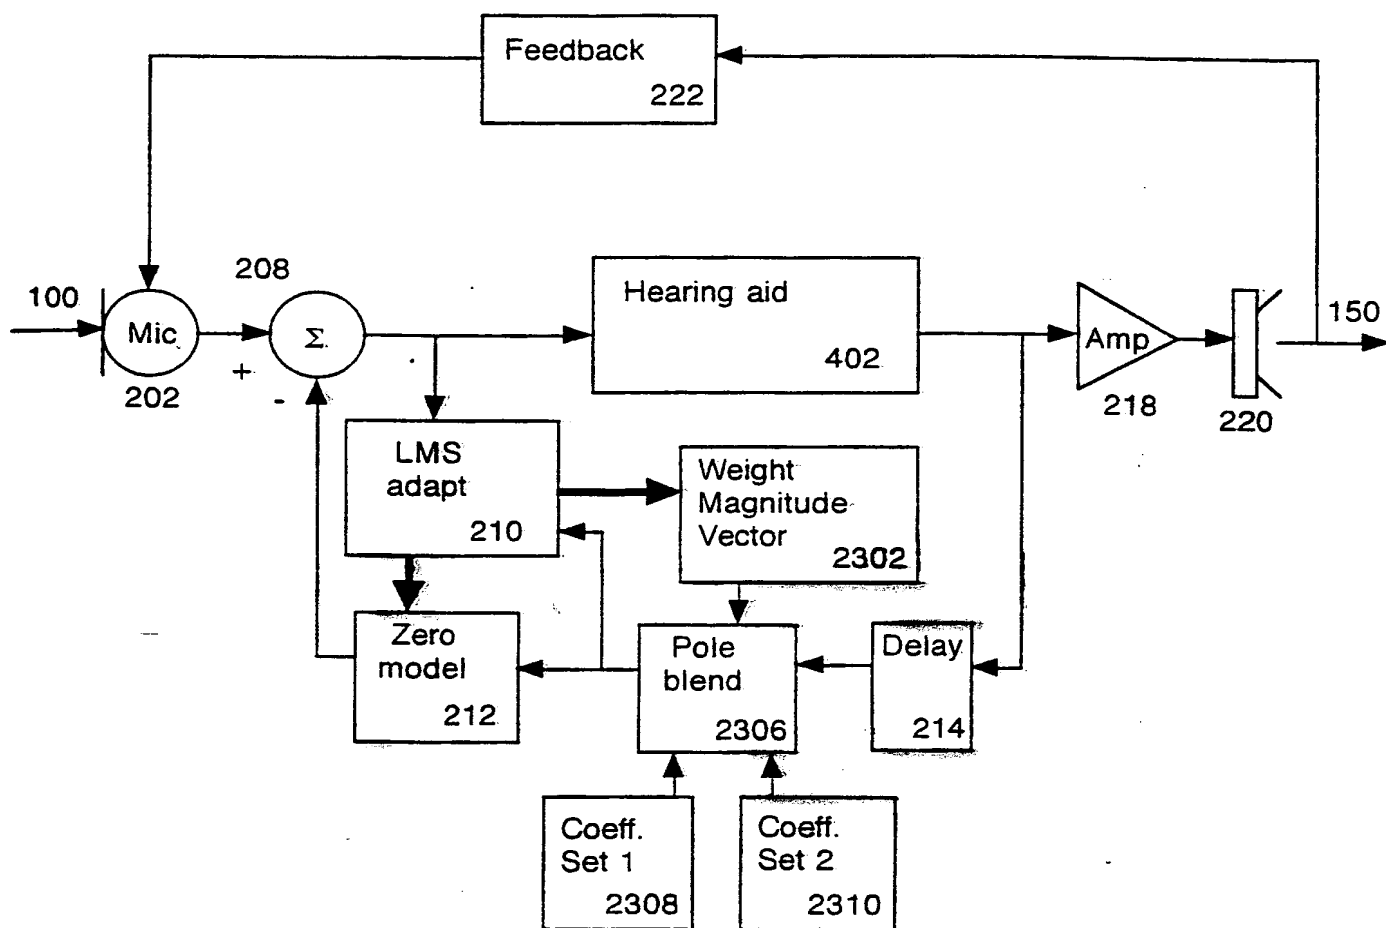 Feedback
222
208
100
Mic
+
Σ
-
202
Hearing aid
402
Amp
218
220
150
LMS
adapt
210
Weight
Magnitude
Vector
2302
Zero
model
212
Pole
blend
2306
Delay
214
Coeff.
Set 1
2308
Coeff.
Set 2
2310